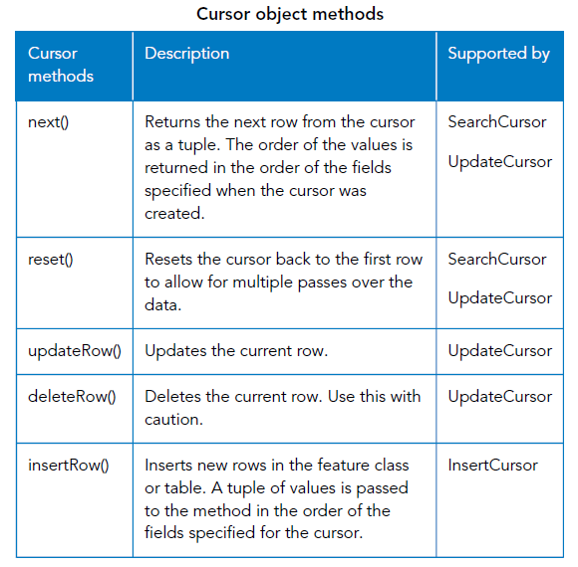 Cursor object methods
Cursor methods
Description
Supported by
next()
Returns the next row from the cursor
as a tuple. The order of the values is
returned in the order of the fields
specified when the cursor was
created.
SearchCursor
UpdateCursor
reset()
Resets the cursor back to the first row
to allow for multiple passes over the
data.
SearchCursor
UpdateCursor
updateRow()
Updates the current row.
UpdateCursor
deleteRow()
Deletes the current row. Use this with
caution.
UpdateCursor
insertRow()
Inserts new rows in the feature class
or table. A tuple of values is passed
to the method in the order of the
fields specified for the cursor.
InsertCursor